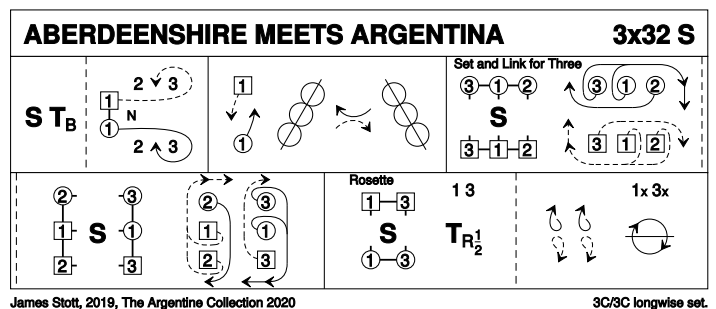 ABERDEENSHIRE MEETS ARGENTINA 3x32 S
Set and Link for Three
S TB
2 3
1
N
1
2 3
1
1
3 1 2
S
3 1 2
3 1 2
3 1 2
2 3
1 S 1
2 3
2 3
1 1
2 3
Rosette
1 3
S
1 3
1 3
TR½
1x 3x
James Stott, 2019, The Argentine Collection 2020 3C/3C longwise set.